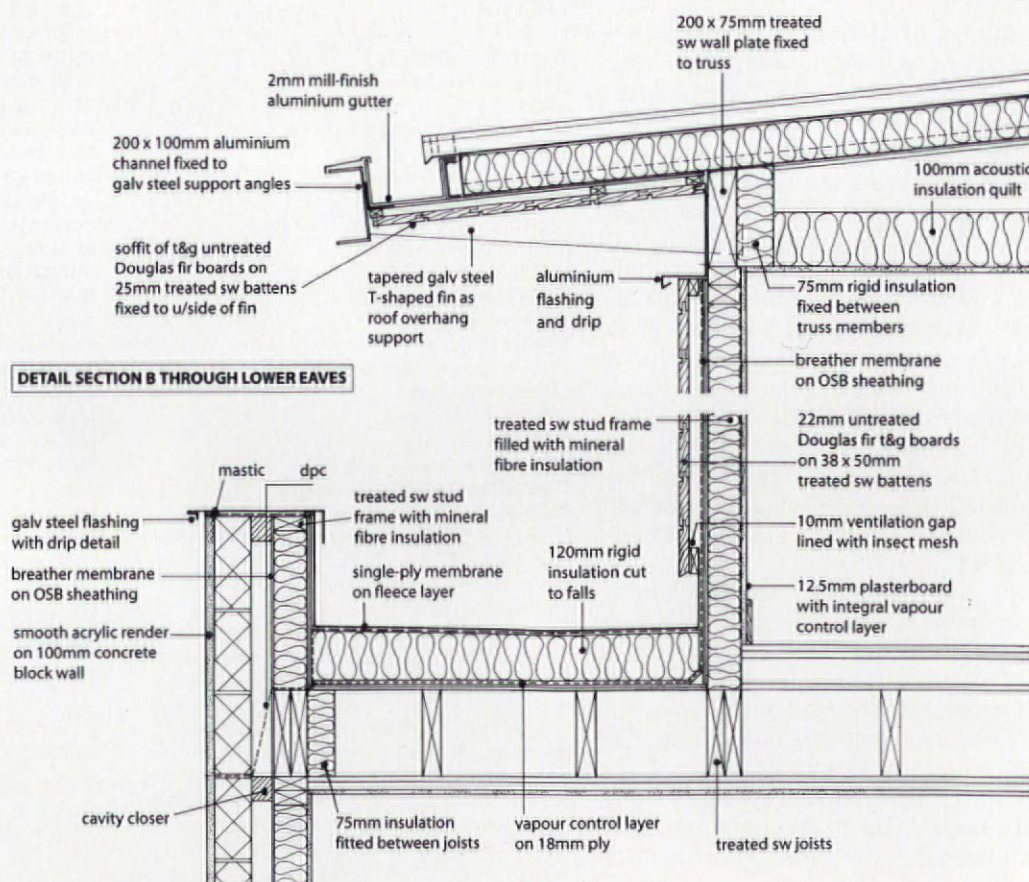 200 x 75mm treated
sw wall plate fixed
to truss
2mm mill-finish
aluminium gutter
200 x 100mm aluminium
channel fixed to
galv steel support angles
100mm acoustic
insulation quilt
soffit of t&g untreated
Douglas fir boards on
25mm treated sw battens
fixed to u/side of fin
tapered galv steel
T-shaped fin as
roof overhang
support
aluminium
flashing
and drip
75mm rigid insulation
fixed between
truss members
breather membrane
on OSB sheathing
DETAIL SECTION B THROUGH LOWER EAVES
treated sw stud frame
filled with mineral
fibre insulation
22mm untreated
Douglas fir t&g boards
on 38 x 50mm
treated sw battens
mastic
dpc
treated sw stud
frame with mineral
fibre insulation
galv steel flashing
with drip detail
10mm ventilation gap
lined with insect mesh
breather membrane
on OSB sheathing
single-ply membrane
on fleece layer
120mm rigid
insulation cut
to falls
12.5mm plasterboard
with integral vapour
control layer
smooth acrylic render
on 100mm concrete
block wall
cavity closer
75mm insulation
fitted between joists
vapour control layer
on 18mm ply
treated sw joists